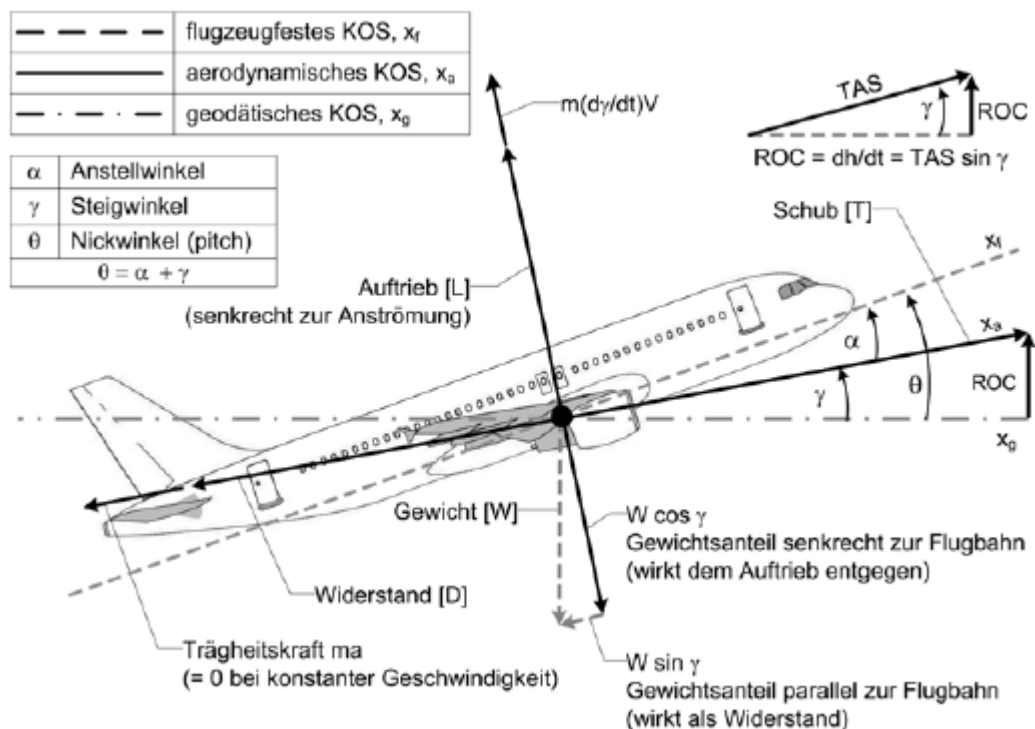 flugzeugfestes KOS, xf
aerodynamisches KOS, xa
geodätisches KOS, xg
α Anstellwinkel
γ Steigwinkel
θ Nickwinkel (pitch)
θ = α + γ
m(dγ/dt)V
TAS
γ
ROC
ROC = dh/dt = TAS sin γ
Schub [T]
xf
Auftrieb [L]
(senkrecht zur Anströmung)
xa
α
γ
θ
ROC
xg
Gewicht [W]
W cos γ
Gewichtsanteil senkrecht zur Flugbahn
(wirkt dem Auftrieb entgegen)
Widerstand [D]
Trägheitskraft ma
(= 0 bei konstanter Geschwindigkeit)
W sin γ
Gewichtsanteil parallel zur Flugbahn
(wirkt als Widerstand)